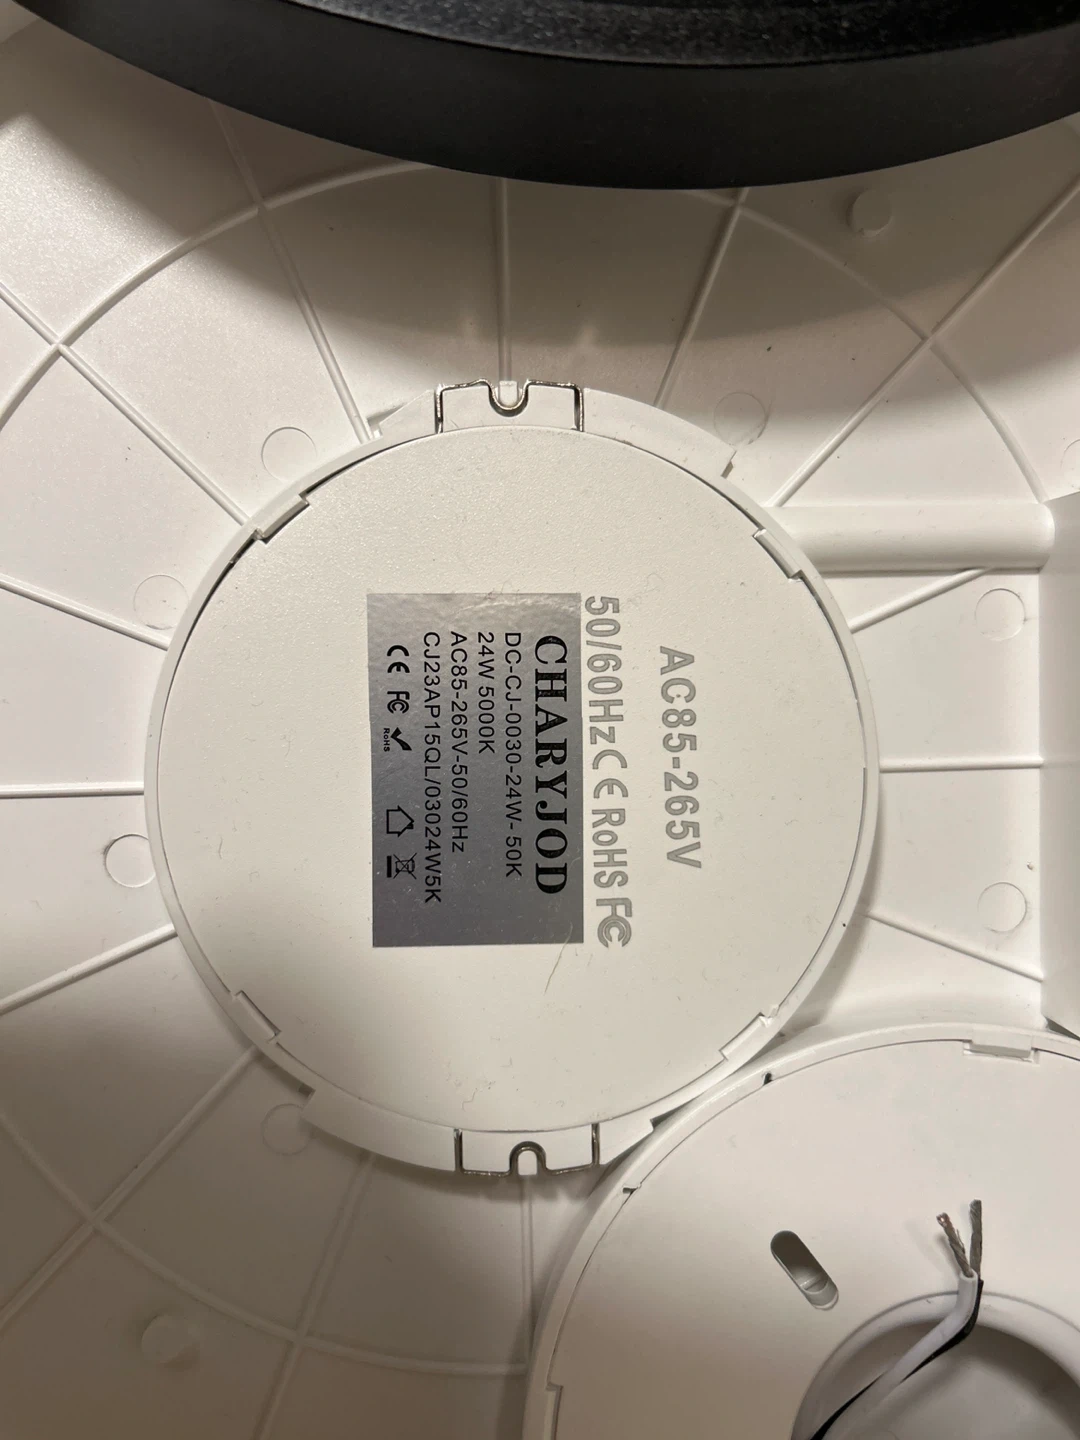 AC85-265V
50/60Hz CE RoHS FC
CHARYJOD
DC-CJ-0030-24W- 50K
24W 5000K
AC85-265V-50/60Hz
CJ23AP15QL/03024W5K
CE FC RoHS